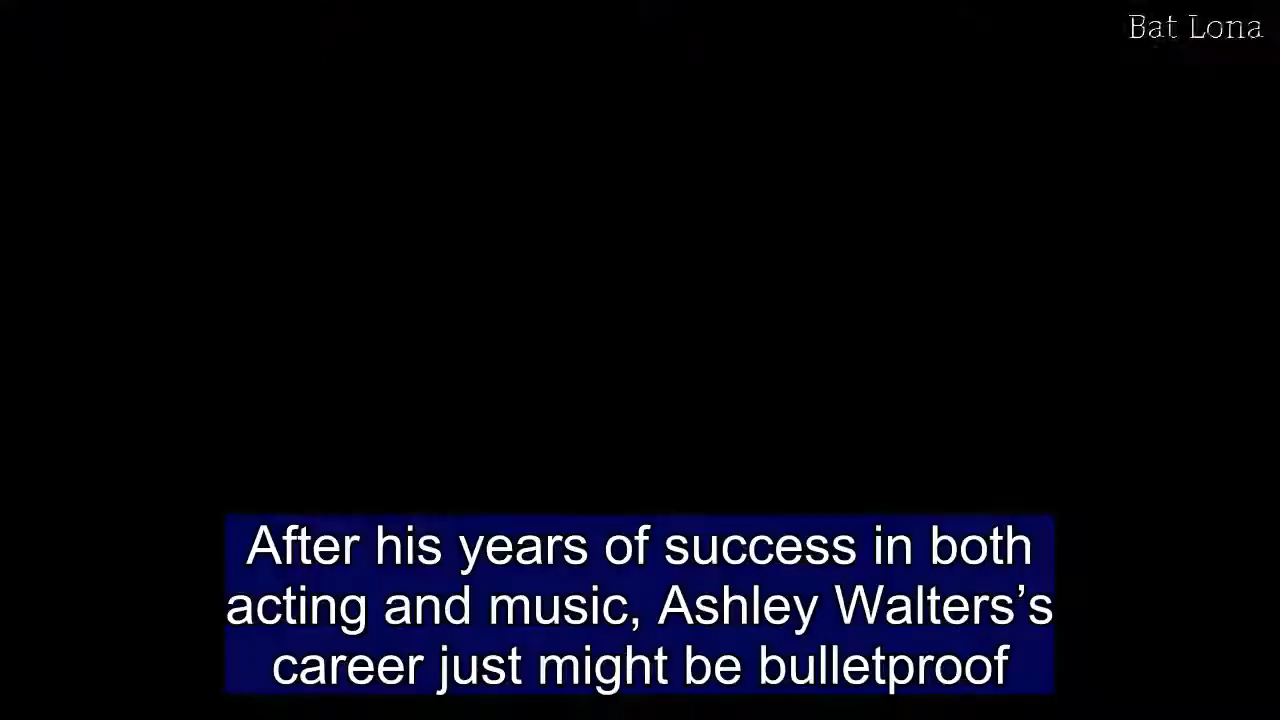 Bat Lona
After his years of success in both
acting and music, Ashley Walters’s
career just might be bulletproof